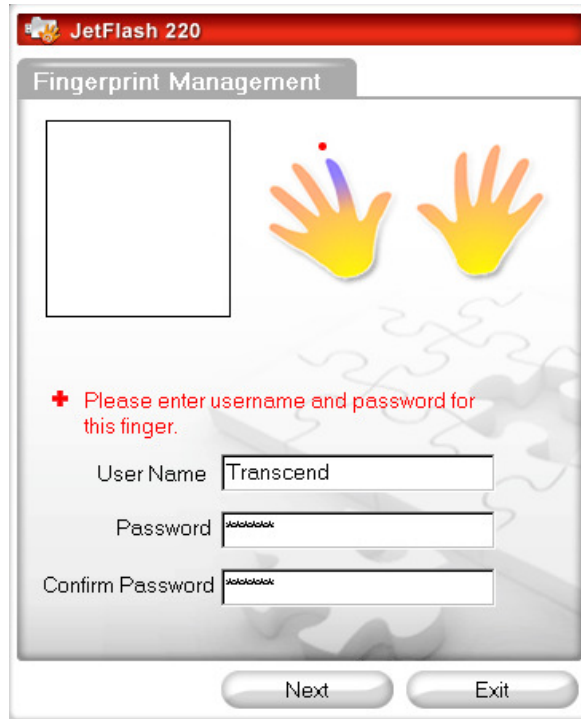 JetFlash 220
Fingerprint Management
Please enter username and password for
this finger.
User Name Transcend
Password *******
Confirm Password *******
Next Exit